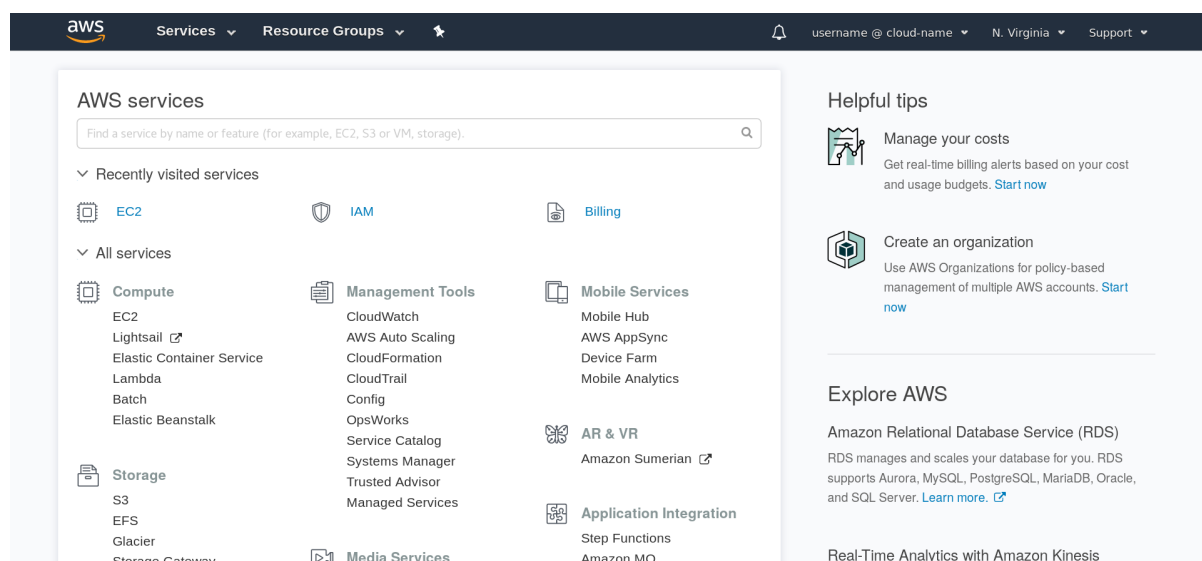 aws
Services
Resource Groups
username @ cloud-name
N. Virginia
Support
AWS services
Find a service by name or feature (for example, EC2, S3 or VM, storage).
Recently visited services
EC2
IAM
Billing
All services
Compute
EC2
Lightsail
Elastic Container Service
Lambda
Batch
Elastic Beanstalk
Storage
S3
EFS
Glacier
Storage Gateway
Management Tools
CloudWatch
AWS Auto Scaling
CloudFormation
CloudTrail
Config
OpsWorks
Service Catalog
Systems Manager
Trusted Advisor
Managed Services
Media Services
Mobile Services
Mobile Hub
AWS AppSync
Device Farm
Mobile Analytics
AR & VR
Amazon Sumerian
Application Integration
Step Functions
Amazon MQ
Helpful tips
Manage your costs
Get real-time billing alerts based on your cost
and usage budgets. Start now
Create an organization
Use AWS Organizations for policy-based
management of multiple AWS accounts. Start
now
Explore AWS
Amazon Relational Database Service (RDS)
RDS manages and scales your database for you. RDS
supports Aurora, MySQL, PostgreSQL, MariaDB, Oracle,
and SQL Server. Learn more.
Real-Time Analytics with Amazon Kinesis